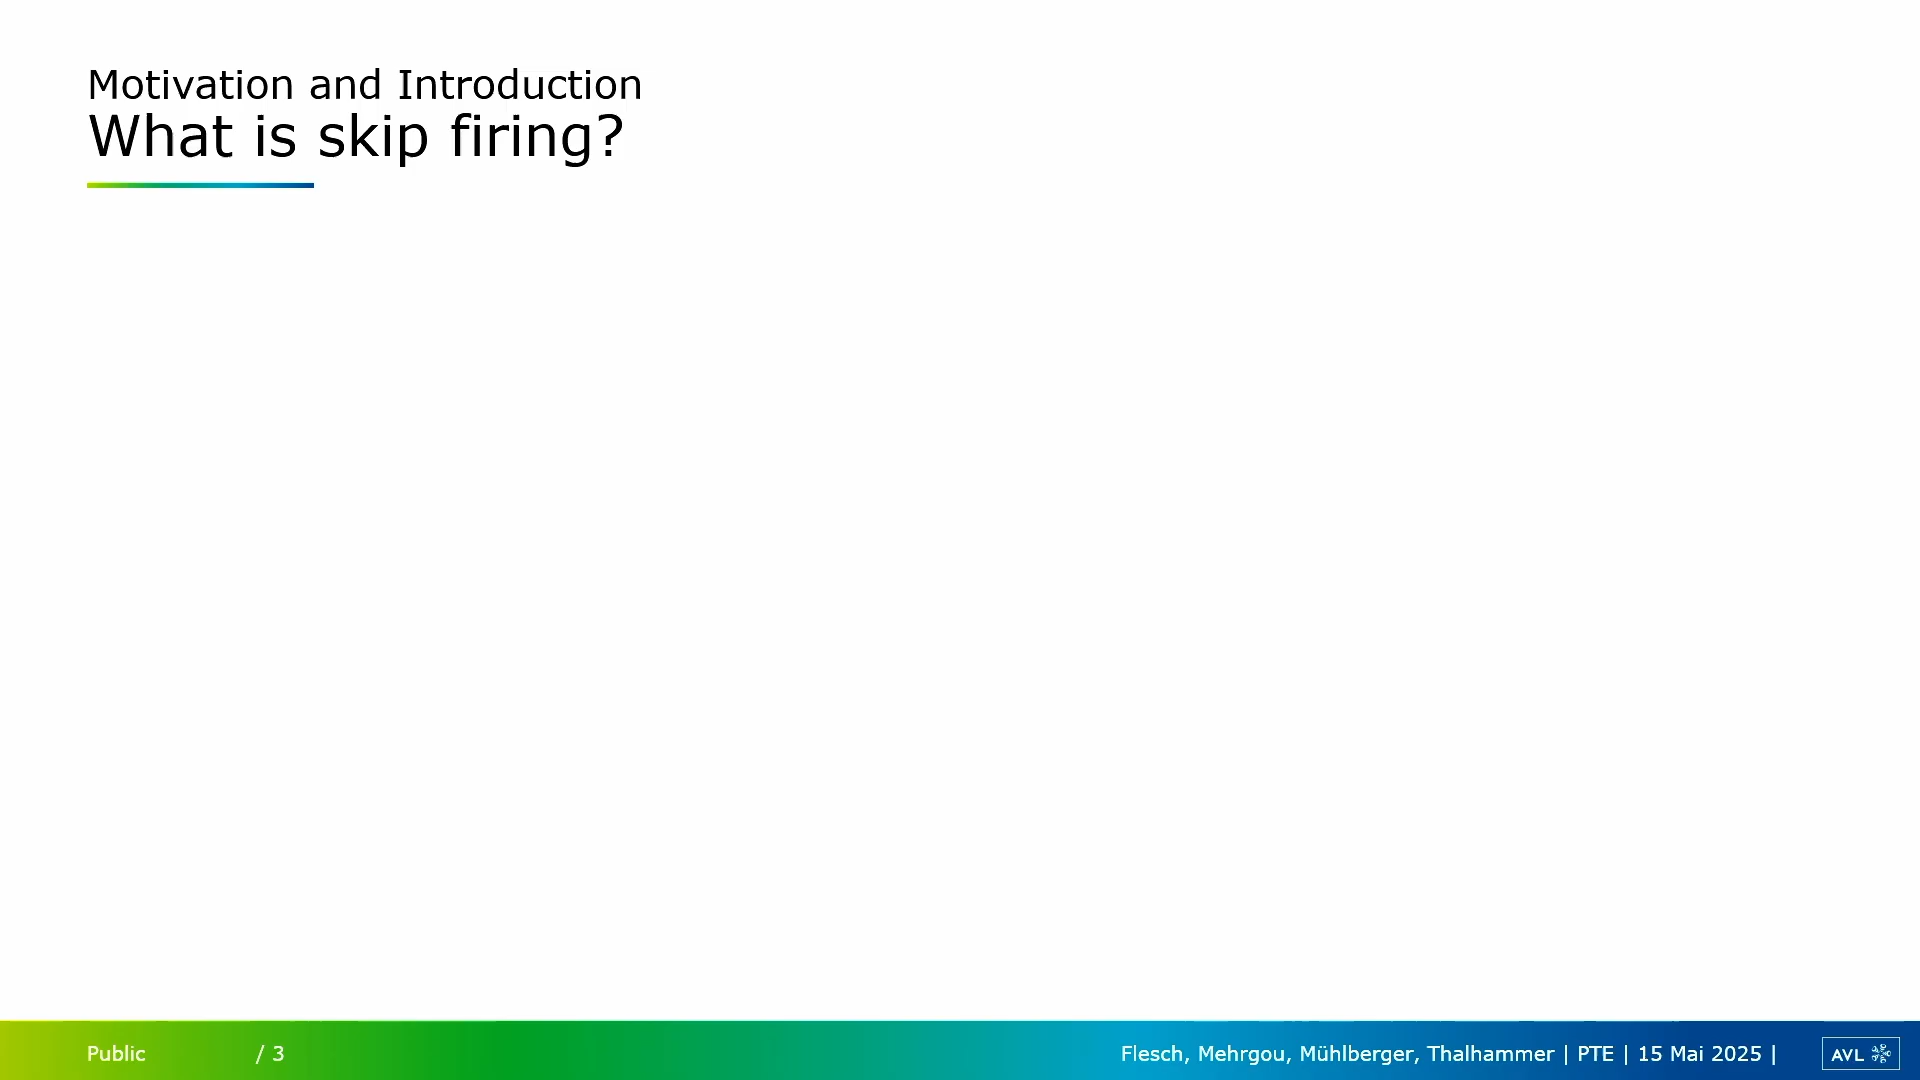 Motivation and Introduction
What is skip firing?
Public / 3
Flesch, Mehrgou, Mühlberger, Thalhammer | PTE | 15 Mai 2025 |
AVL